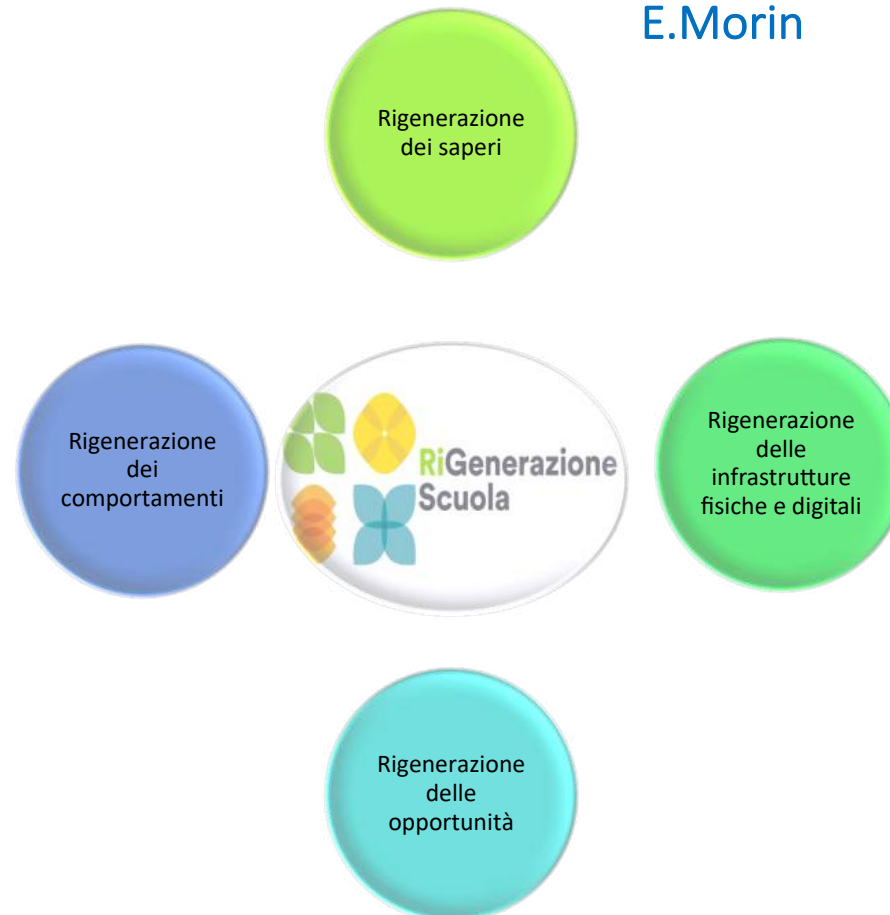 E.Morin
Rigenerazione
dei saperi
Rigenerazione
dei
comportamenti
RiGenerazione
Scuola
Rigenerazione
delle
infrastrutture
fisiche e digitali
Rigenerazione
delle
opportunità